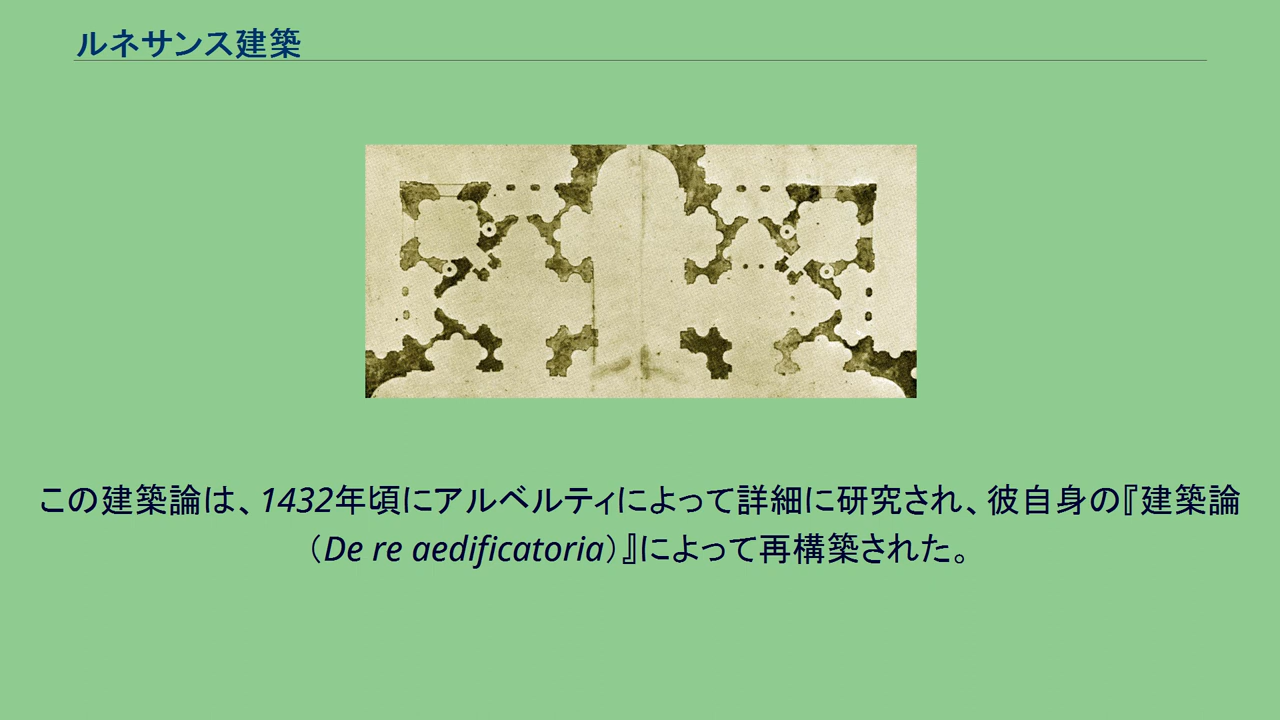 ルネサンス建築
この建築論は、1432年頃にアルベルティによって詳細に研究され、彼自身の『建築論
（De re aedificatoria）』によって再構築された。